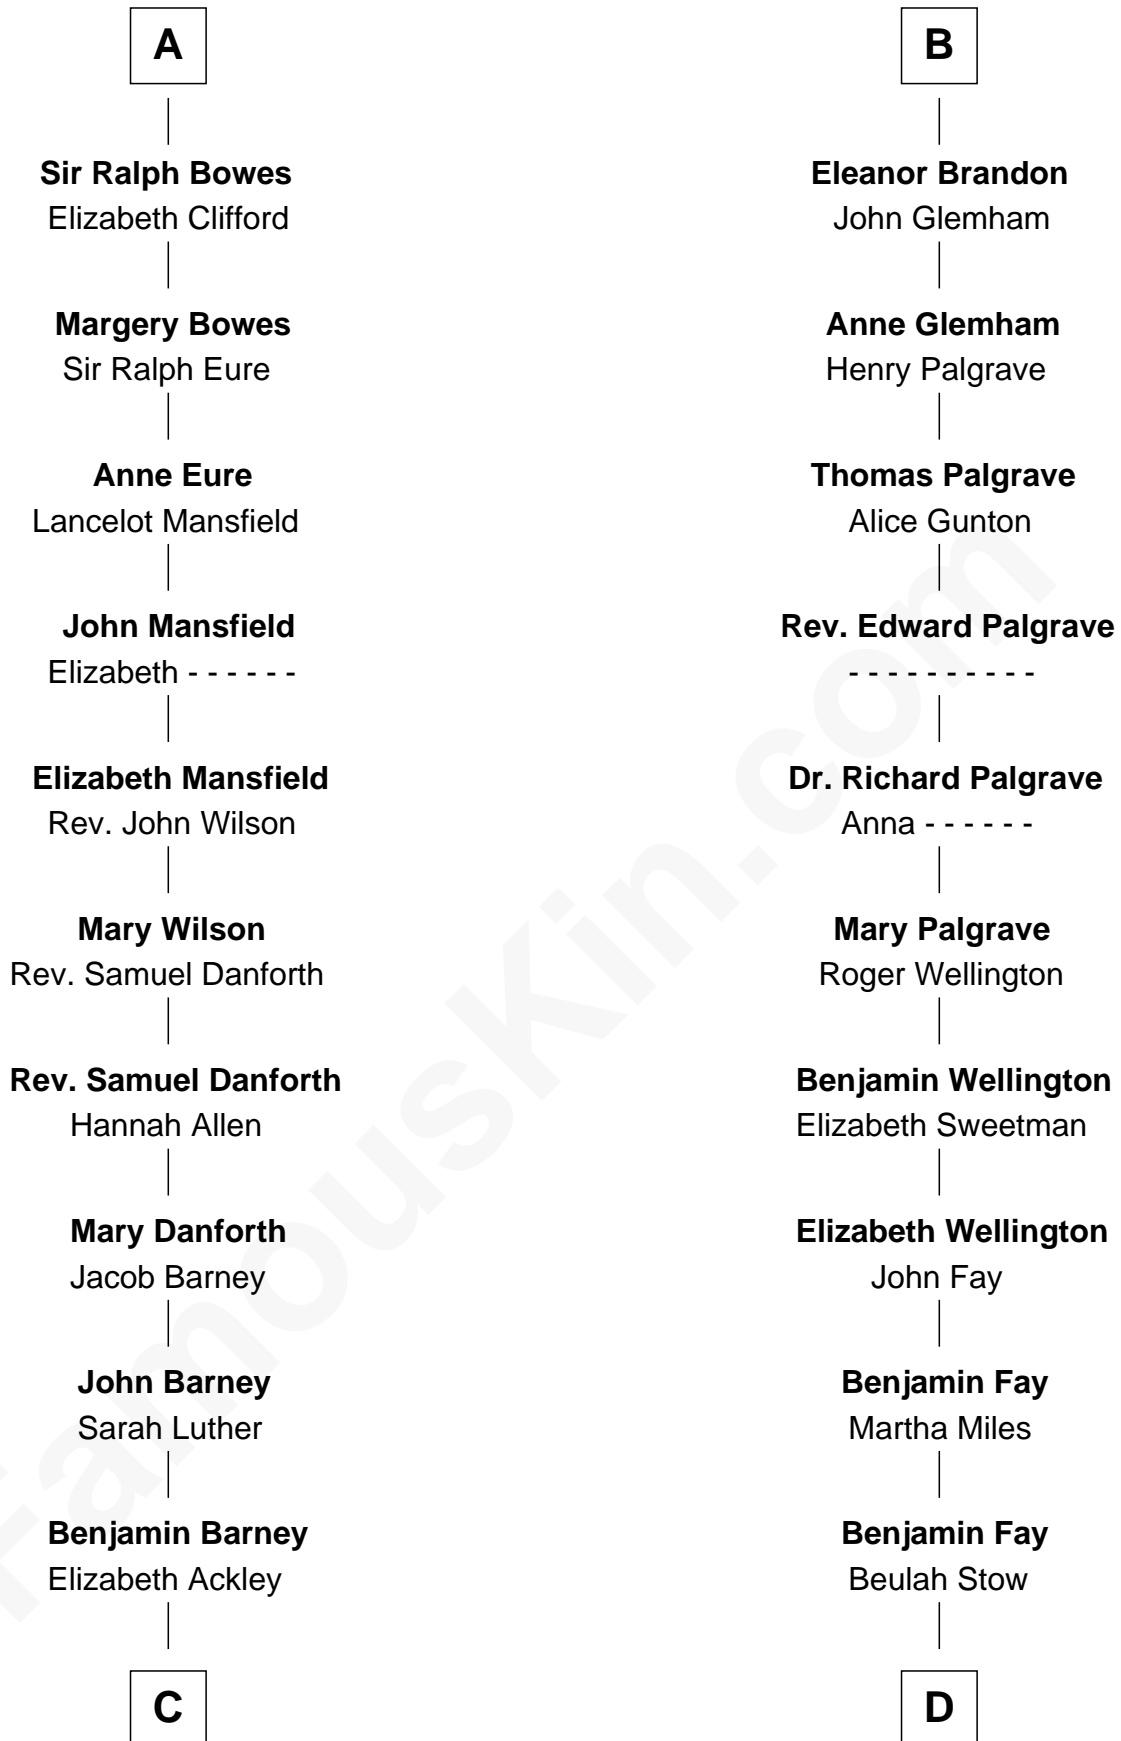 A
Sir Ralph Bowes
Elizabeth Clifford
Margery Bowes
Sir Ralph Eure
Anne Eure
Lancelot Mansfield
John Mansfield
Elizabeth - - - - - -
Elizabeth Mansfield
Rev. John Wilson
Mary Wilson
Rev. Samuel Danforth
Rev. Samuel Danforth
Hannah Allen
Mary Danforth
Jacob Barney
John Barney
Sarah Luther
Benjamin Barney
Elizabeth Ackley
C
B
Eleanor Brandon
John Glemham
Anne Glemham
Henry Palgrave
Thomas Palgrave
Alice Gunton
Rev. Edward Palgrave
- - - - - - - - - -
Dr. Richard Palgrave
Anna - - - - - -
Mary Palgrave
Roger Wellington
Benjamin Wellington
Elizabeth Sweetman
Elizabeth Wellington
John Fay
Benjamin Fay
Martha Miles
Benjamin Fay
Beulah Stow
D
FamousKin.com